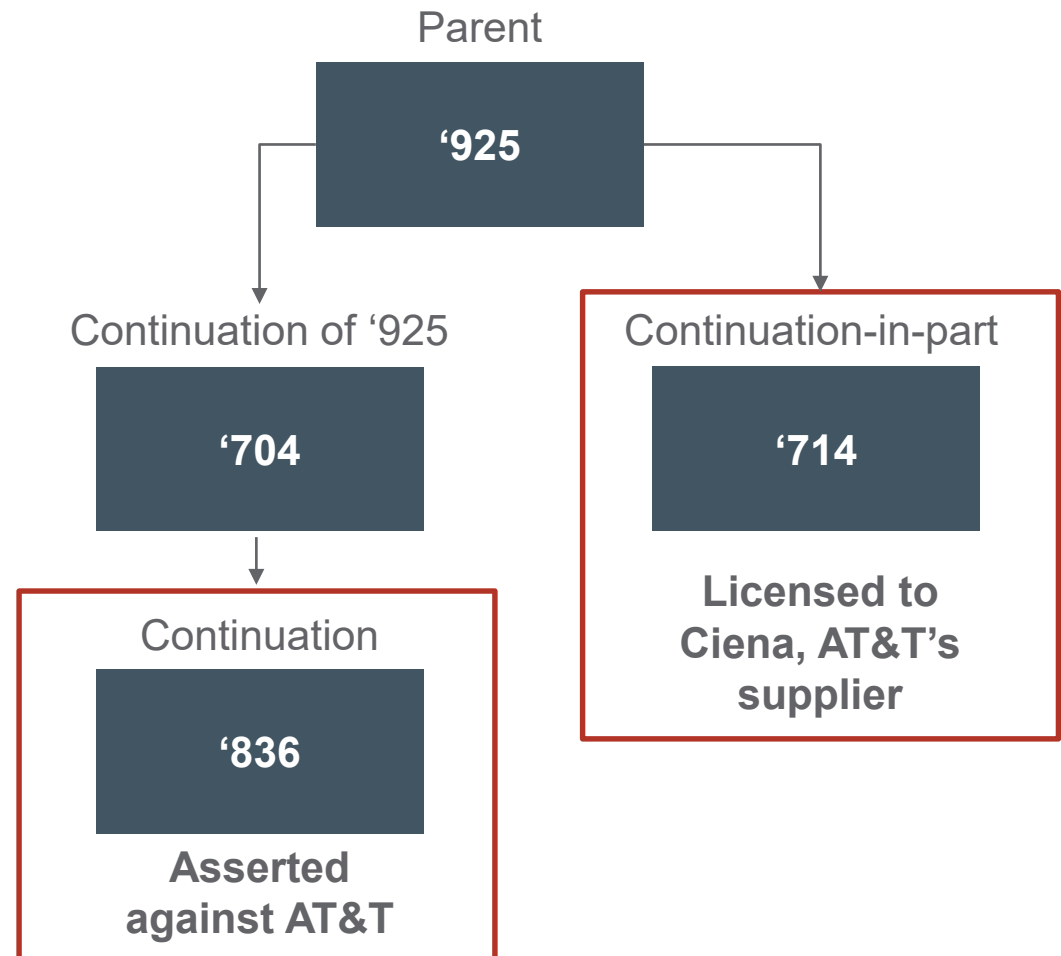 Parent
‘925
Continuation of ‘925
‘704
Continuation
‘836
Asserted
against AT&T
Continuation-in-part
‘714
Licensed to
Ciena, AT&T’s
supplier